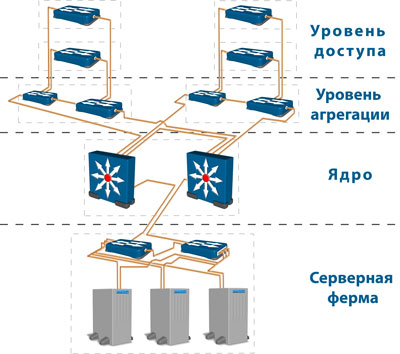 Уровень
доступа
Уровень
агрегации
Ядро
Серверная
ферма